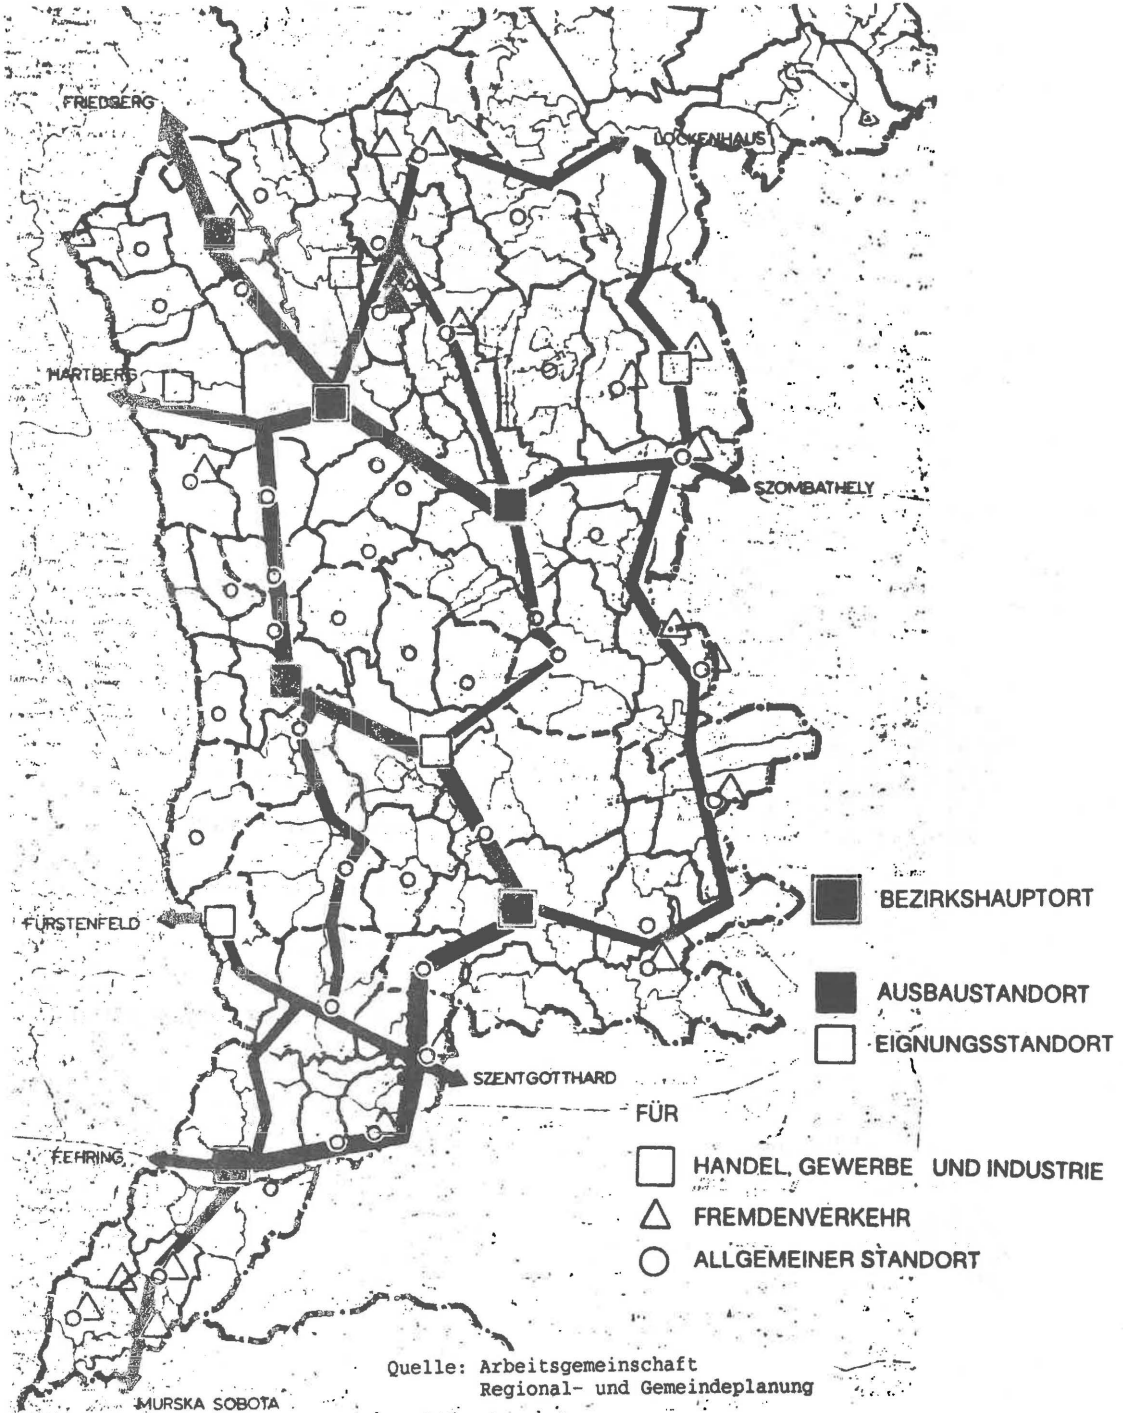 FRIEDBERG
LOCKENHAUS
HARTBERG
SZOMBATHELY
BEZIRKSHAUPTORT
FÜRSTENFELD
AUSBAUSTANDORT
EIGNUNGSSTANDORT
SZENTGOTTHARD
FÜR
FEHRING
HANDEL, GEWERBE UND INDUSTRIE
FREMDENVERKEHR
ALLGEMEINER STANDORT
Quelle: Arbeitsgemeinschaft
Regional- und Gemeindeplanung
MURSKA SOBOTA